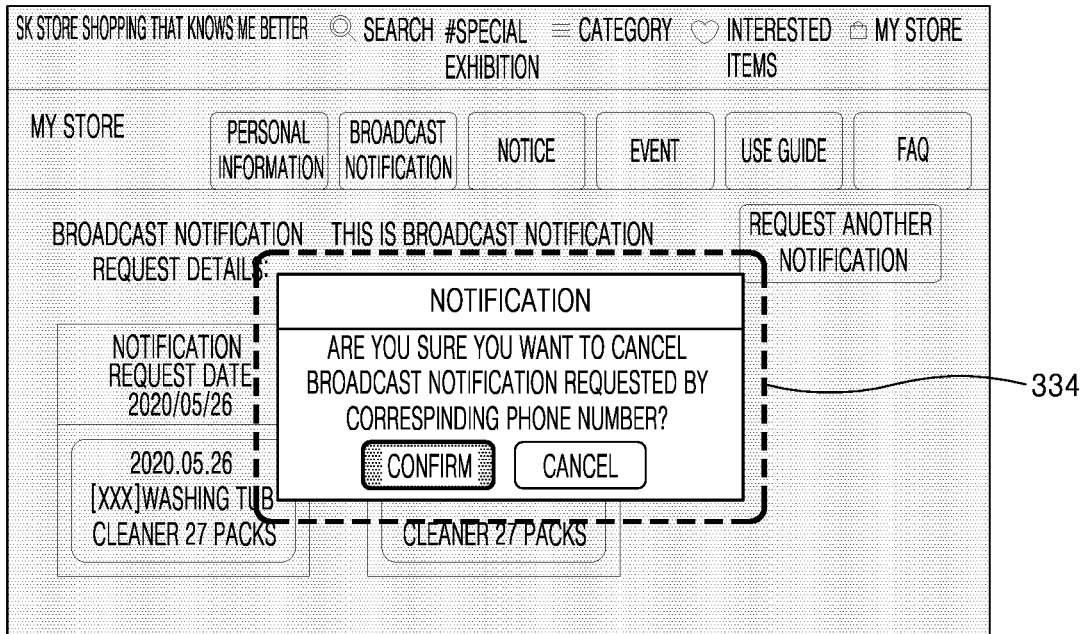 SK STORE SHOPPING THAT KNOWS ME BETTER SEARCH #SPECIAL CATEGORY INTERESTED MY STORE
EXHIBITION ITEMS
MY STORE
PERSONAL
INFORMATION
BROADCAST
NOTIFICATION
NOTICE
EVENT
USE GUIDE
FAQ
BROADCAST NOTIFICATION THIS IS BROADCAST NOTIFICATION
REQUEST DETAILS:
REQUEST ANOTHER
NOTIFICATION
NOTIFICATION
ARE YOU SURE YOU WANT TO CANCEL
BROADCAST NOTIFICATION REQUESTED BY
CORRESPINDING PHONE NUMBER?
CONFIRM CANCEL
334
NOTIFICATION
REQUEST DATE
2020/05/26
2020.05.26
[XXX]WASHING TUB
CLEANER 27 PACKS
CLEANER 27 PACKS